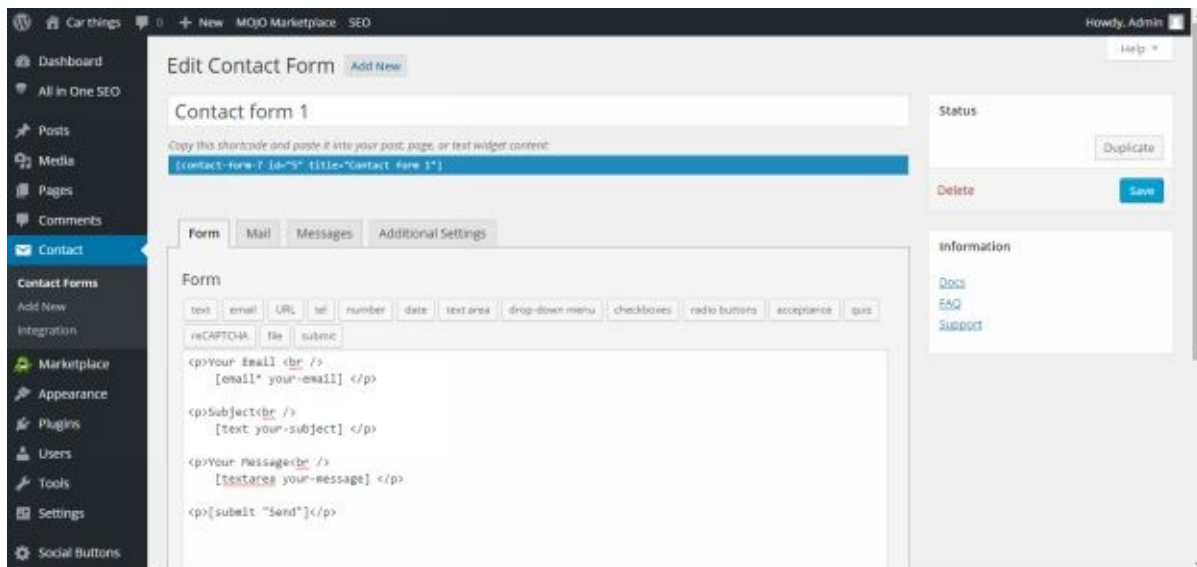 Car things 0 + New MOJO Marketplace SEO Howdy, Admin
Help
Dashboard
All in One SEO
Posts
Media
Pages
Comments
Contact
Contact Forms
Add New
Integration
Marketplace
Appearance
Plugins
Users
Tools
Settings
Social Buttons
Edit Contact Form Add New
Contact form 1
Copy this shortcode and paste it into your post, page, or text widget content:
[contact-form-7 id="5" title="Contact form 1"]
Form Mail Messages Additional Settings
Form
text email URL tel number date text area drop-down menu checkboxes radio buttons acceptance quiz
reCAPTCHA file submit
<p>Your Email <br />
[email* your-email] </p>
<p>Subject<br />
[text your-subject] </p>
<p>Your Message<br />
[textarea your-message] </p>
<p>[submit "Send"]</p>
Status
Duplicate
Delete Save
Information
Docs
FAQ
Support